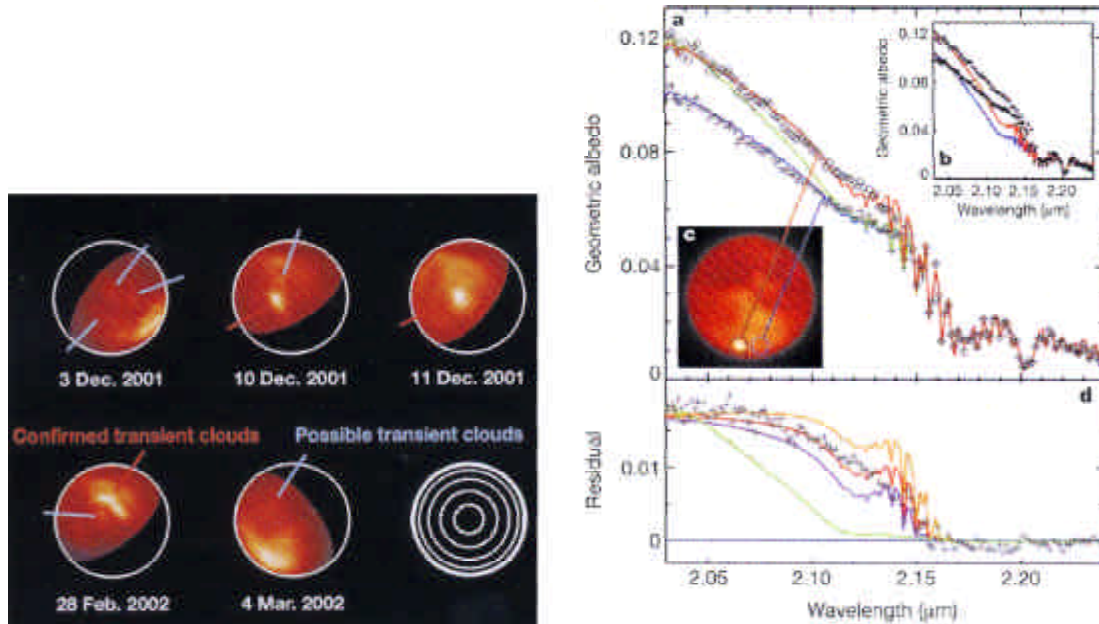 3 Dec. 2001
10 Dec. 2001
11 Dec. 2001
Confirmed transient clouds
Possible transient clouds
28 Feb. 2002
4 Mar. 2002
a
0.12
0.08
0.04
0
Geometric albedo
0.12
0.08
0.04
0
Geometric albedo
b
2.05 2.10 2.15 2.20
Wavelength (μm)
c
d
0.01
0
Residual
2.05 2.10 2.15 2.20
Wavelength (μm)